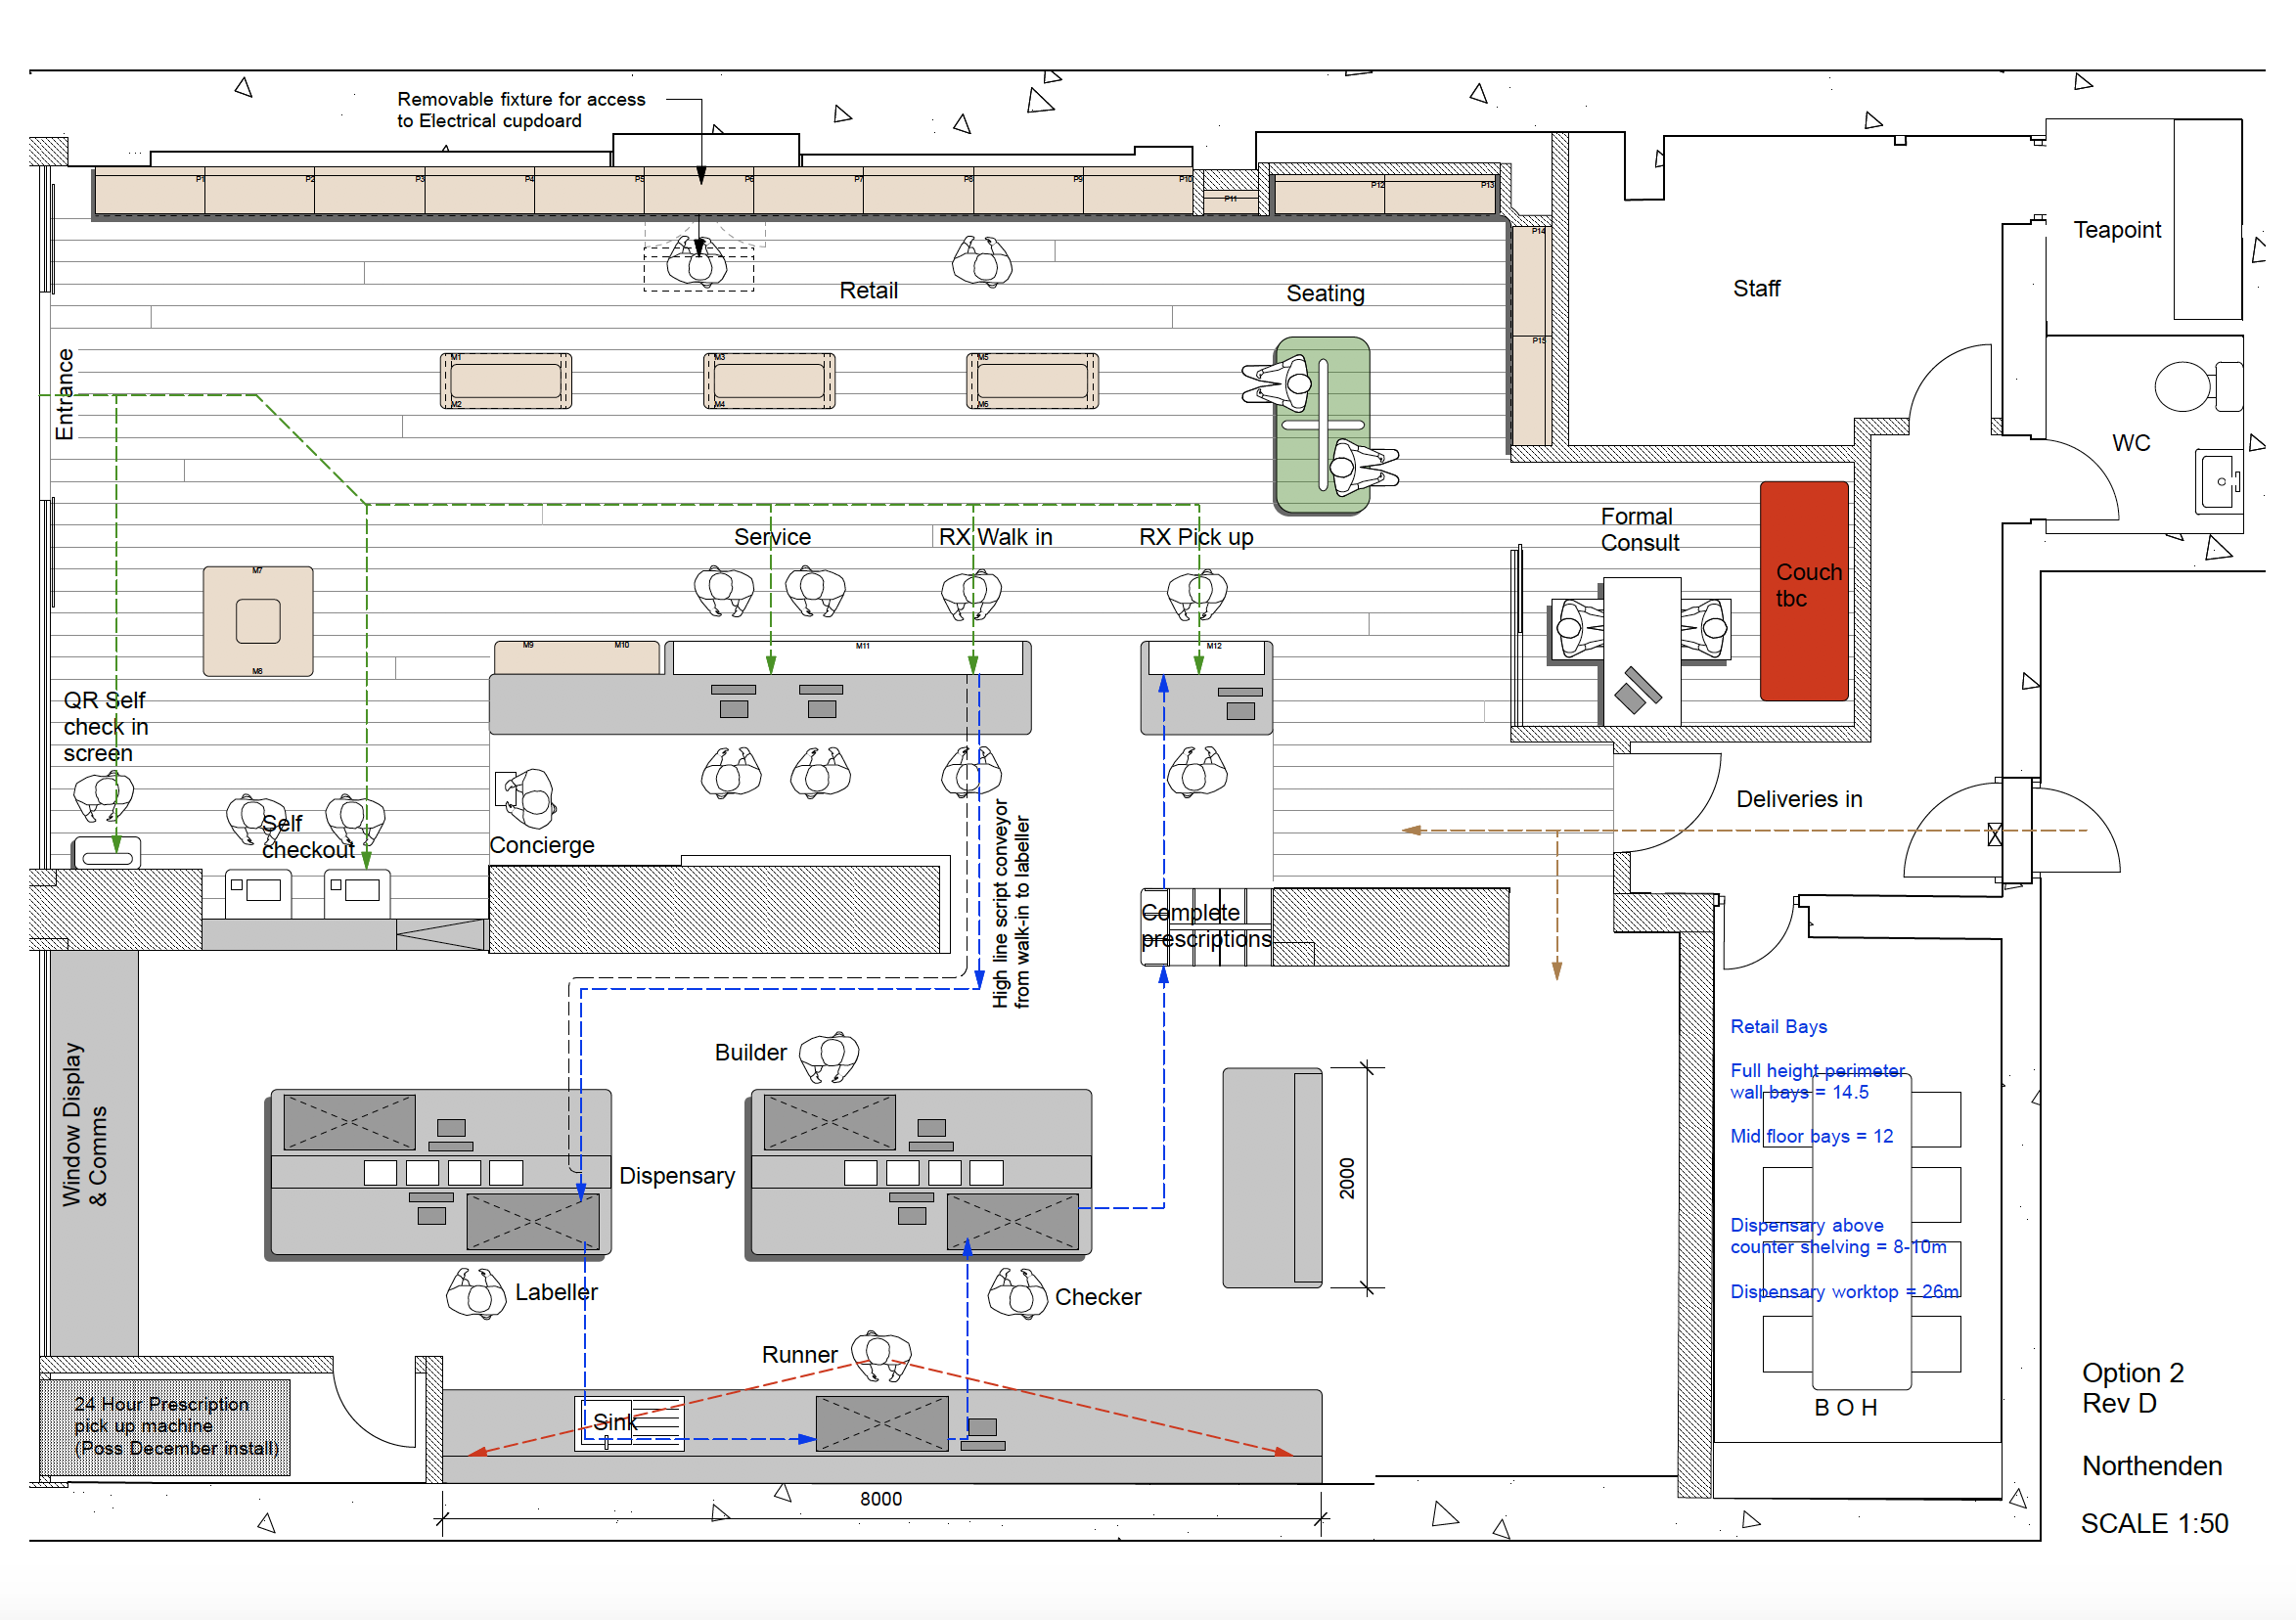 Removable fixture for access
to Electrical cupdoard
P1
P2
P3
P4
P5
P6
P7
P8
P9
P10
P11
P12
P13
P14
P15
Teapoint
Staff
Retail
Seating
Entrance
M1
M2
M3
M4
M5
M6
WC
Service
RX Walk in
RX Pick up
Formal
Consult
Couch
tbc
M7
M8
M9
M10
M11
M12
QR Self
check in
screen
Self
checkout
Concierge
High line script conveyor
from walk-in to labeller
Deliveries in
Complete
prescriptions
Window Display
& Comms
Builder
Dispensary
Labeller
Checker
Runner
Sink
2000
8000
24 Hour Prescription
pick up machine
(Poss December install)
Retail Bays
Full height perimeter
wall bays = 14.5
Mid floor bays = 12
Dispensary above
counter shelving = 8-10m
Dispensary worktop = 26m
B O H
Option 2
Rev D
Northenden
SCALE 1:50